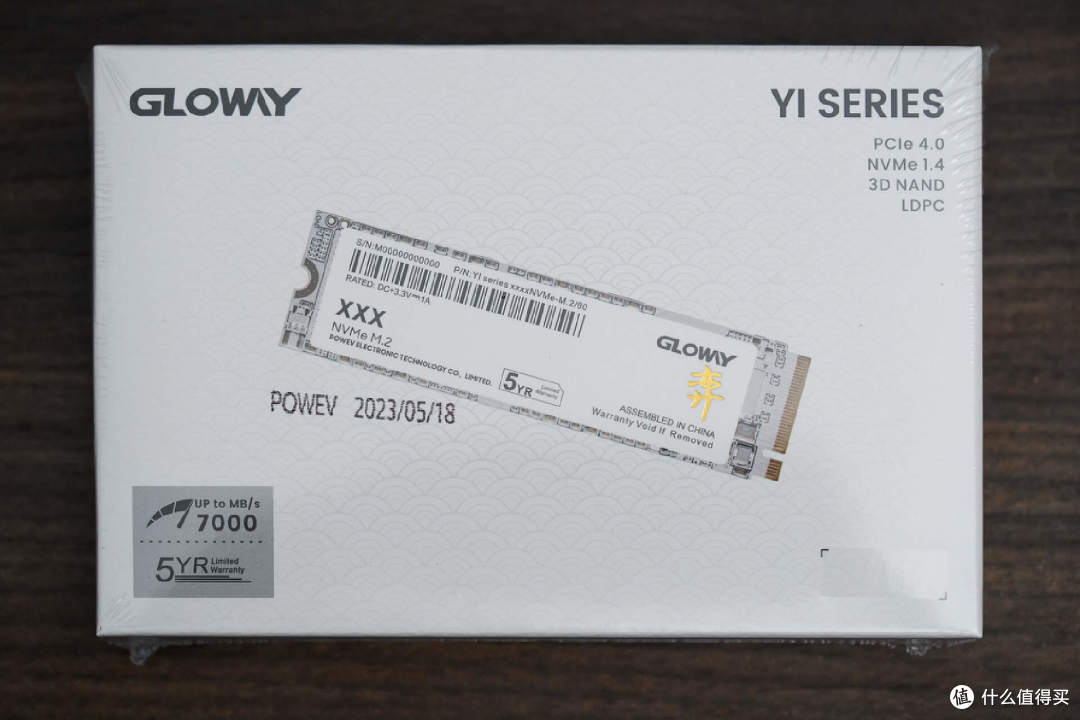 GLOWAY
YI SERIES
PCIe 4.0
NVMe 1.4
3D NAND
LDPC
S/N:M00000000000 P/N:YI series xxxxNVMe-M.2/80
RATED: DC+3.3V⎓1A
XXX
NVMe M.2
POWEV ELECTRONIC TECHNOLOGY CO., LIMITED.
5YR Limited Warranty
GLOWAY
弈
ASSEMBLED IN CHINA
Warranty Void If Removed
POWEV 2023/05/18
UP to MB/s
7000
5YR Limited Warranty
值 什么值得买